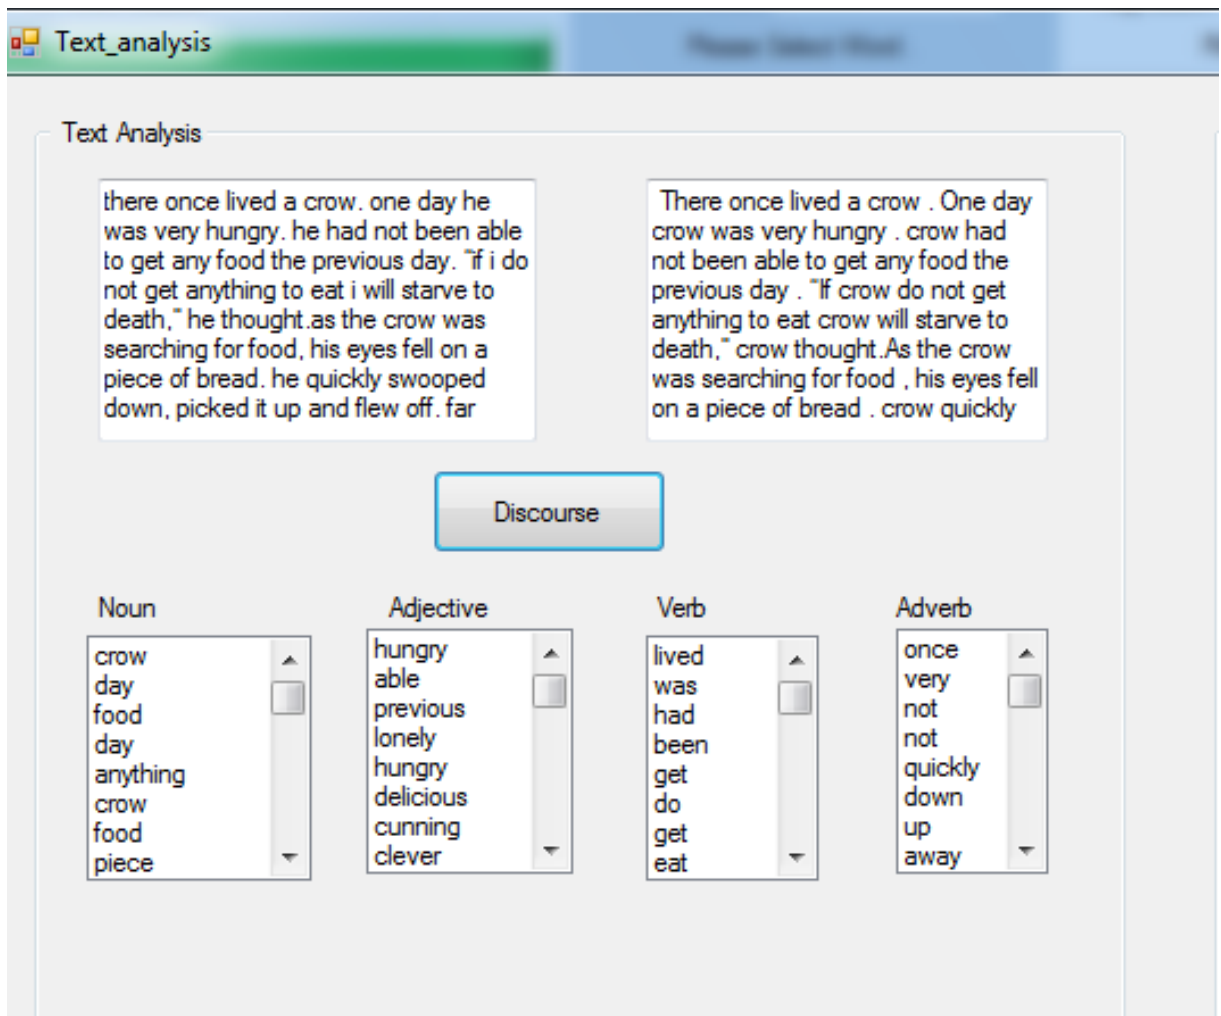 Text_analysis
Please Select Word
Text Analysis
there once lived a crow. one day he
was very hungry. he had not been able
to get any food the previous day. "if i do
not get anything to eat i will starve to
death," he thought.as the crow was
searching for food, his eyes fell on a
piece of bread. he quickly swooped
down, picked it up and flew off. far
There once lived a crow . One day
crow was very hungry . crow had
not been able to get any food the
previous day . "If crow do not get
anything to eat crow will starve to
death," crow thought.As the crow
was searching for food , his eyes fell
on a piece of bread . crow quickly
Discourse
Noun
crow
day
food
day
anything
crow
food
piece
Adjective
hungry
able
previous
lonely
hungry
delicious
cunning
clever
Verb
lived
was
had
been
get
do
get
eat
Adverb
once
very
not
not
quickly
down
up
away